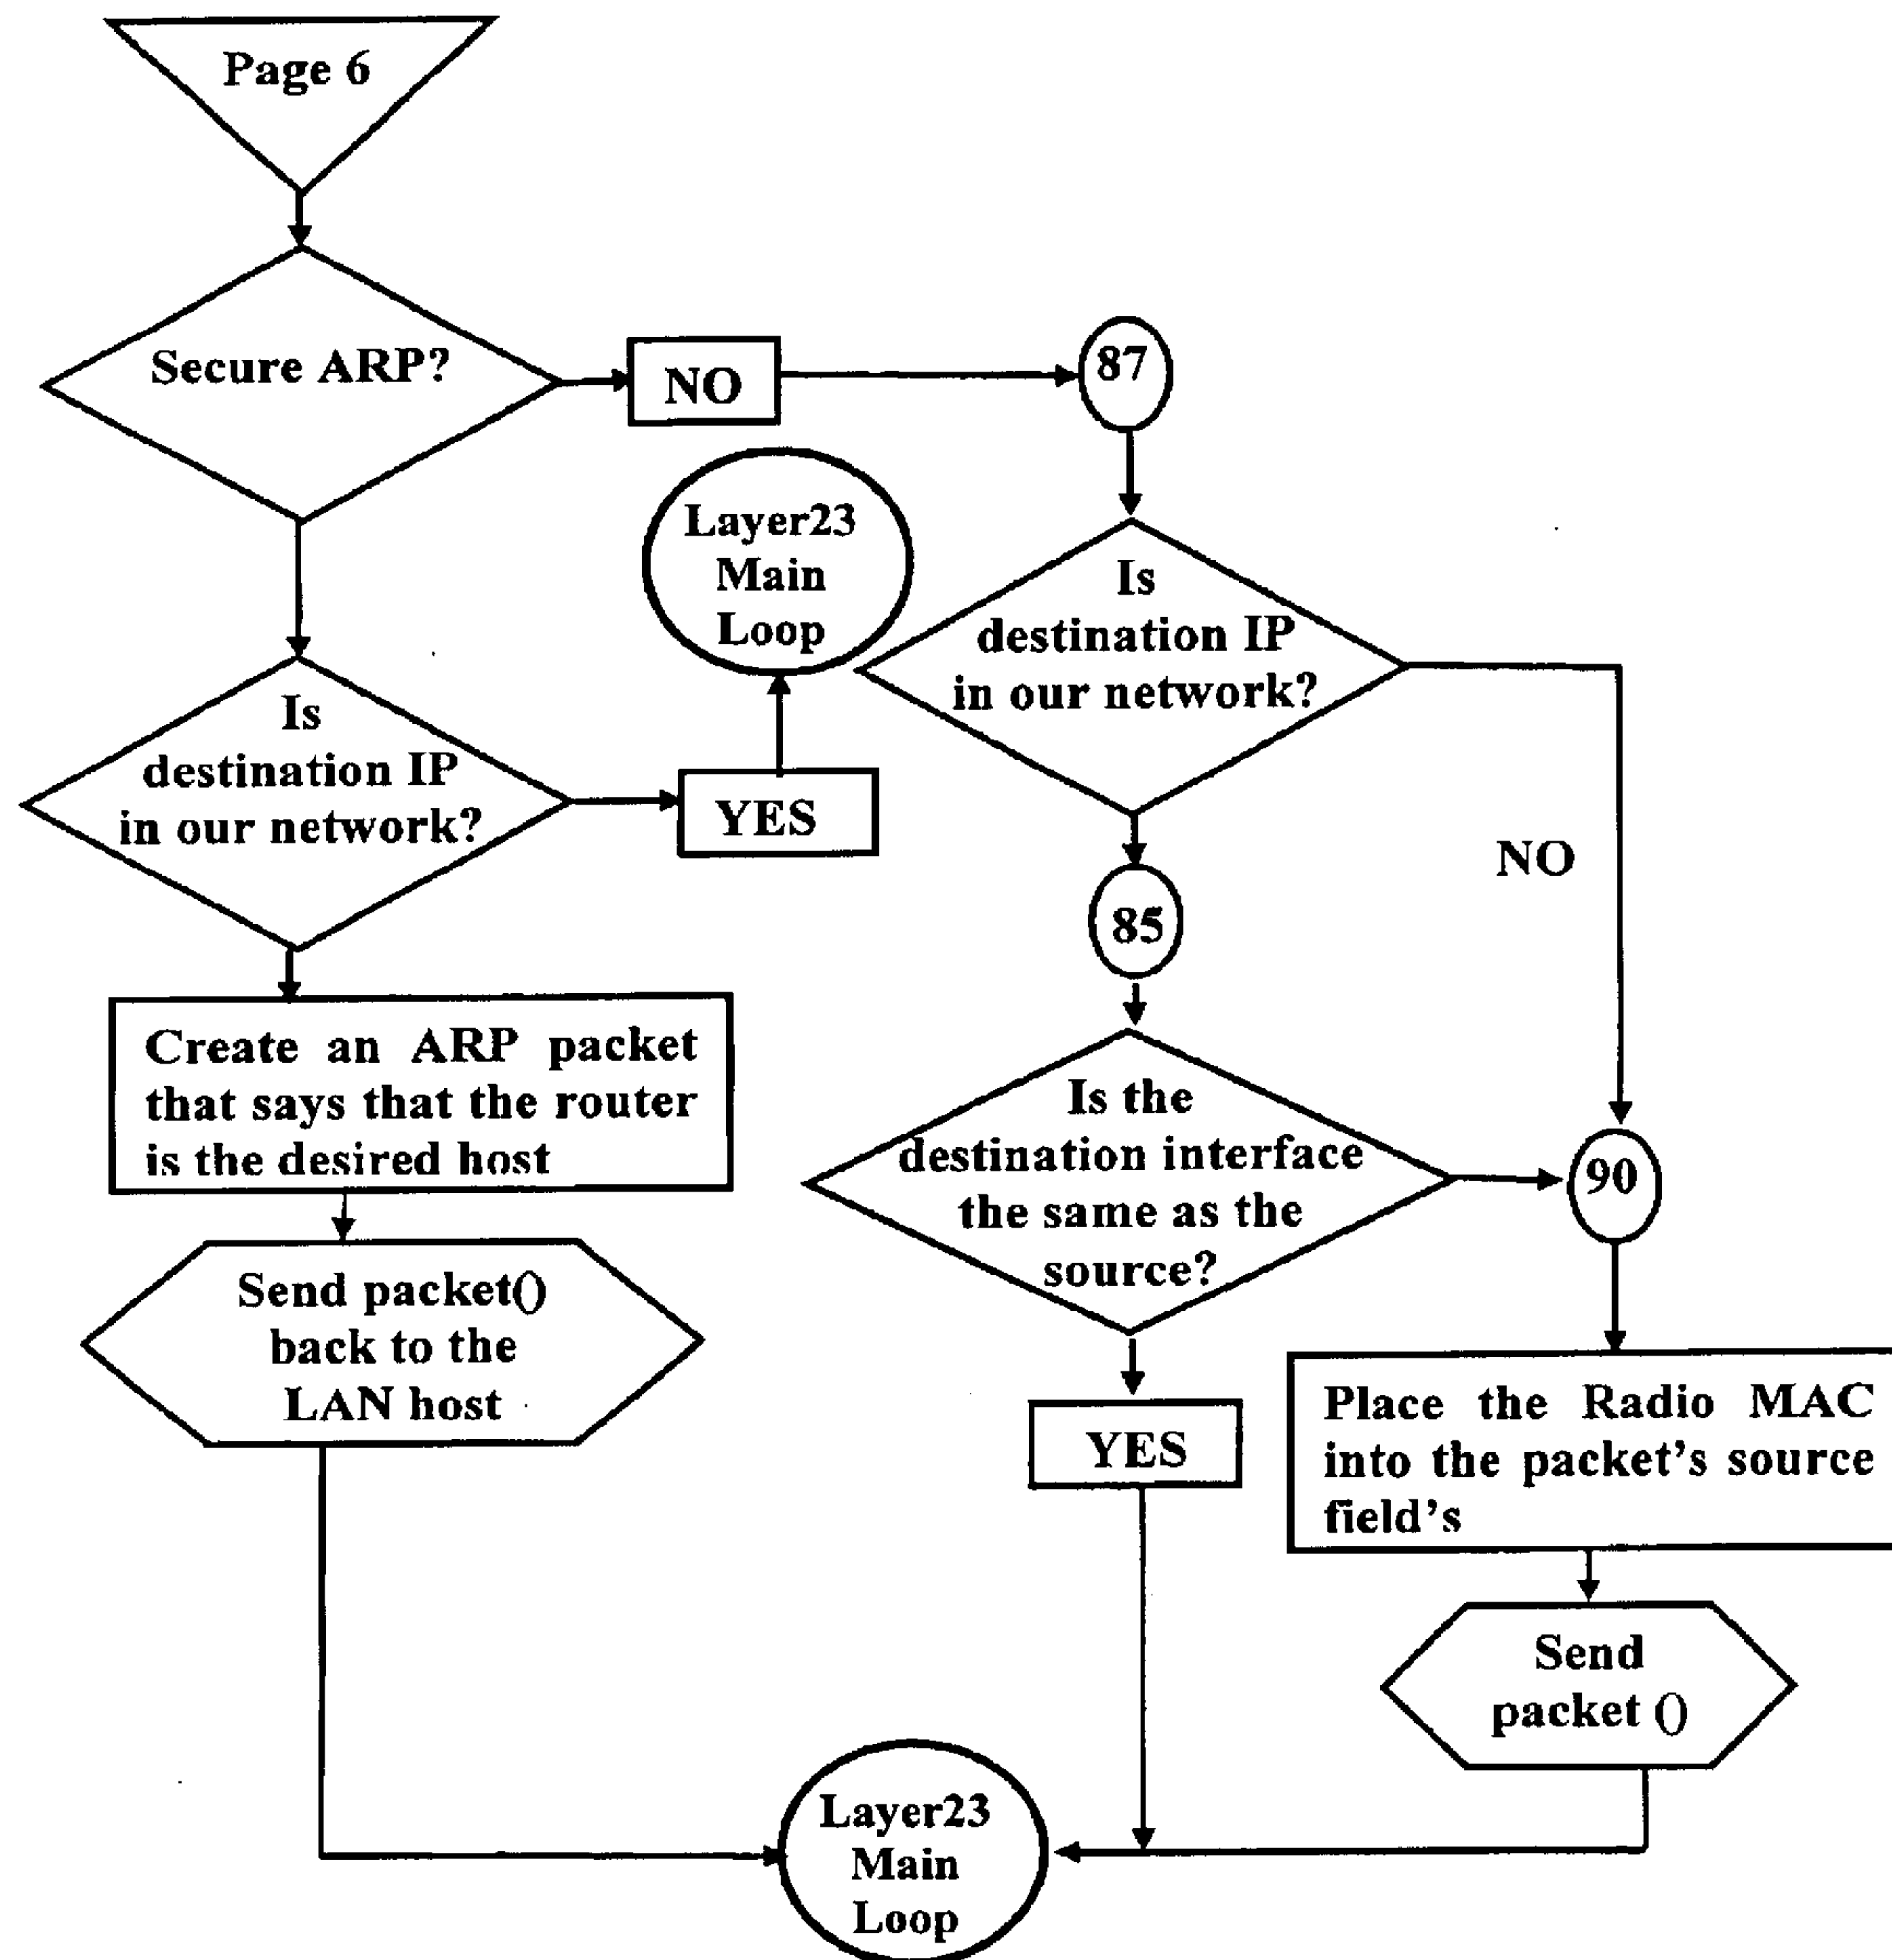 Page 6
Secure ARP?
NO
87
Layer23
Main
Loop
Is
destination IP
in our network?
Is
destination IP
in our network?
YES
NO
85
Create an ARP packet
that says that the router
is the desired host
Is the
destination interface
the same as the
source?
90
Send packet()
back to the
LAN host
YES
Place the Radio MAC
into the packet's source
field's
Send
packet ()
Layer23
Main
Loop